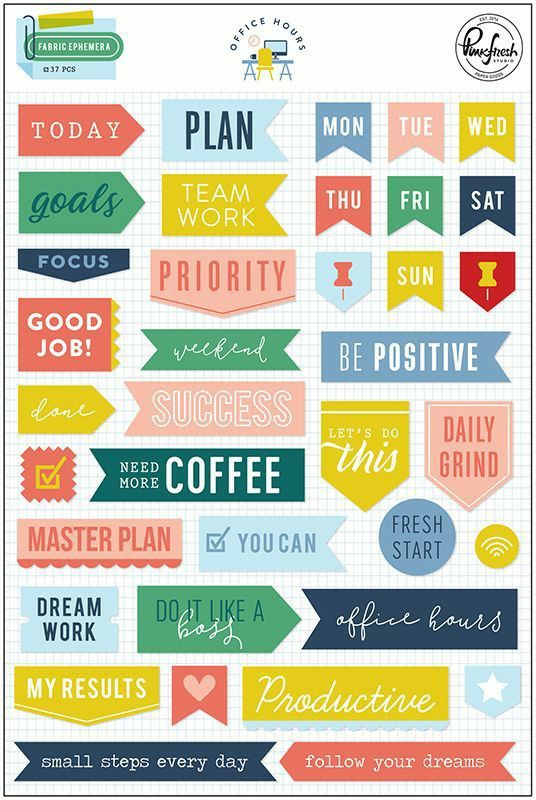 FABRIC EPHEMERA
37 PCS
OFFICE HOURS
EST. 2016
Pinkfresh
STUDIO
PAPER GOODS
TODAY
PLAN
MON
TUE
WED
goals
TEAM
WORK
THU
FRI
SAT
FOCUS
PRIORITY
SUN
GOOD
JOB!
weekend
BE POSITIVE
done
SUCCESS
LET'S DO
this
DAILY
GRIND
NEED
MORE
COFFEE
MASTER PLAN
YOU CAN
FRESH
START
DREAM
WORK
DO IT LIKE A
boss
office hours
MY RESULTS
Productive
small steps every day
follow your dreams